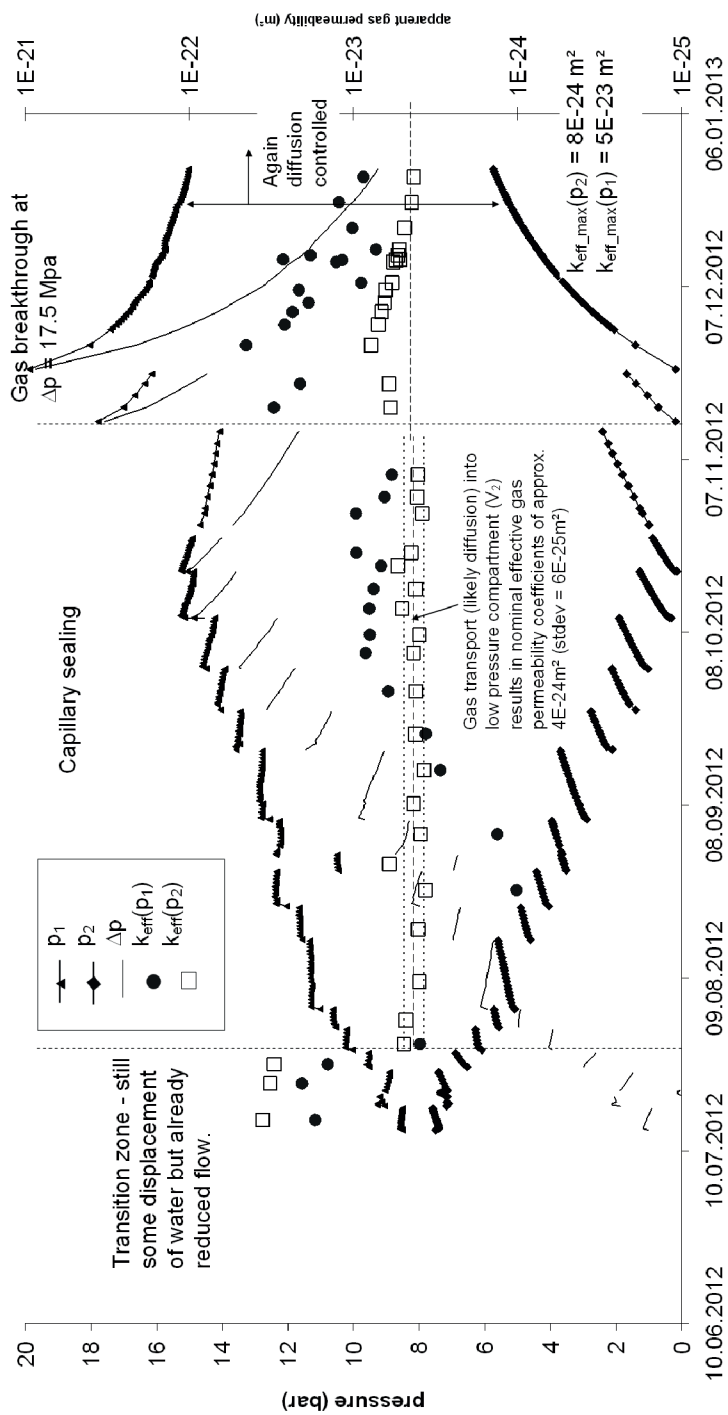 pressure (bar)
20
18
16
14
12
10
8
6
4
2
0
10.06.2012
10.07.2012
09.08.2012
08.09.2012
08.10.2012
07.11.2012
07.12.2012
06.01.2013
apparent gas permeability (m²)
1E-21
1E-22
1E-23
1E-24
1E-25
p₁
p₂
Δp
keff(p₁)
keff(p₂)
Transition zone - still
some displacement
of water but already
reduced flow.
Capillary sealing
Gas breakthrough at
Δp = 17.5 Mpa
Again
diffusion
controlled
Gas transport (likely diffusion) into
low pressure compartment (V₂)
results in nominal effective gas
permeability coefficients of approx.
4E-24m² (stdev = 6E-25m²)
keff_max(p₂) = 8E-24 m²
keff_max(p₁) = 5E-23 m²